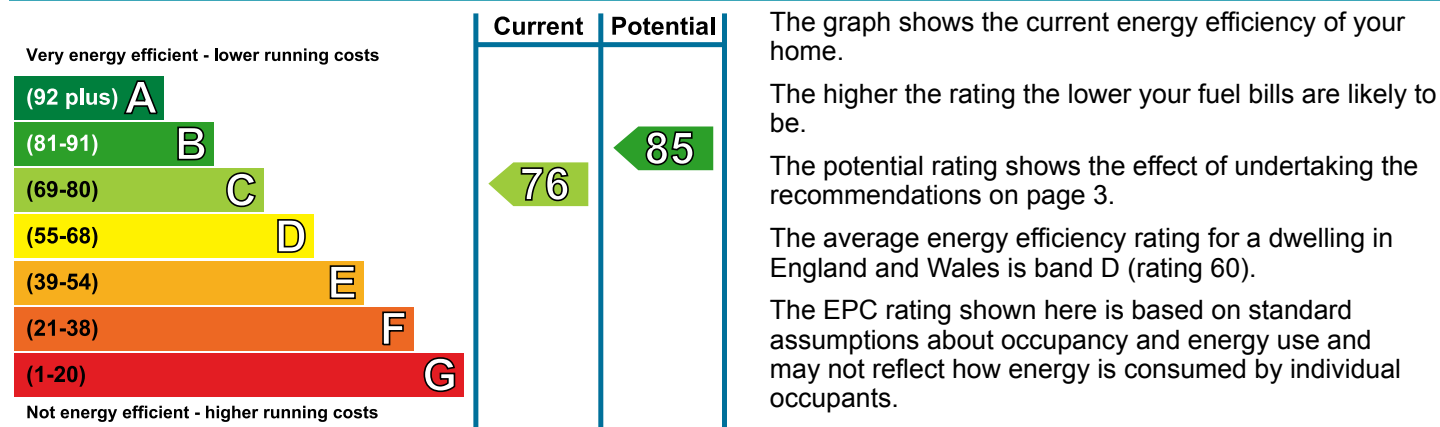 Current Potential
Very energy efficient - lower running costs
(92 plus) A
(81-91) B
(69-80) C
(55-68) D
(39-54) E
(21-38) F
(1-20) G
Not energy efficient - higher running costs
76
85
The graph shows the current energy efficiency of your
home.
The higher the rating the lower your fuel bills are likely to
be.
The potential rating shows the effect of undertaking the
recommendations on page 3.
The average energy efficiency rating for a dwelling in
England and Wales is band D (rating 60).
The EPC rating shown here is based on standard
assumptions about occupancy and energy use and
may not reflect how energy is consumed by individual
occupants.